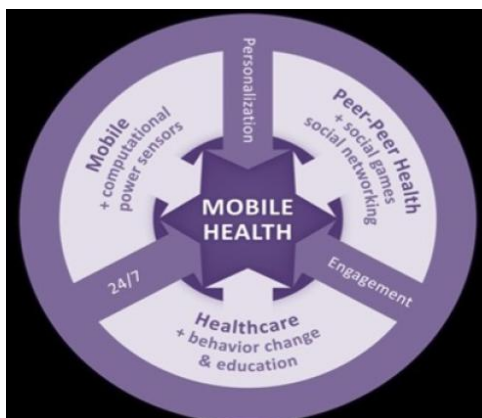 Personalization
Mobile
+ computational
power sensors
Peer-Peer Health
+ social games
social networking
MOBILE
HEALTH
24/7
Engagement
Healthcare
+ behavior change
& education